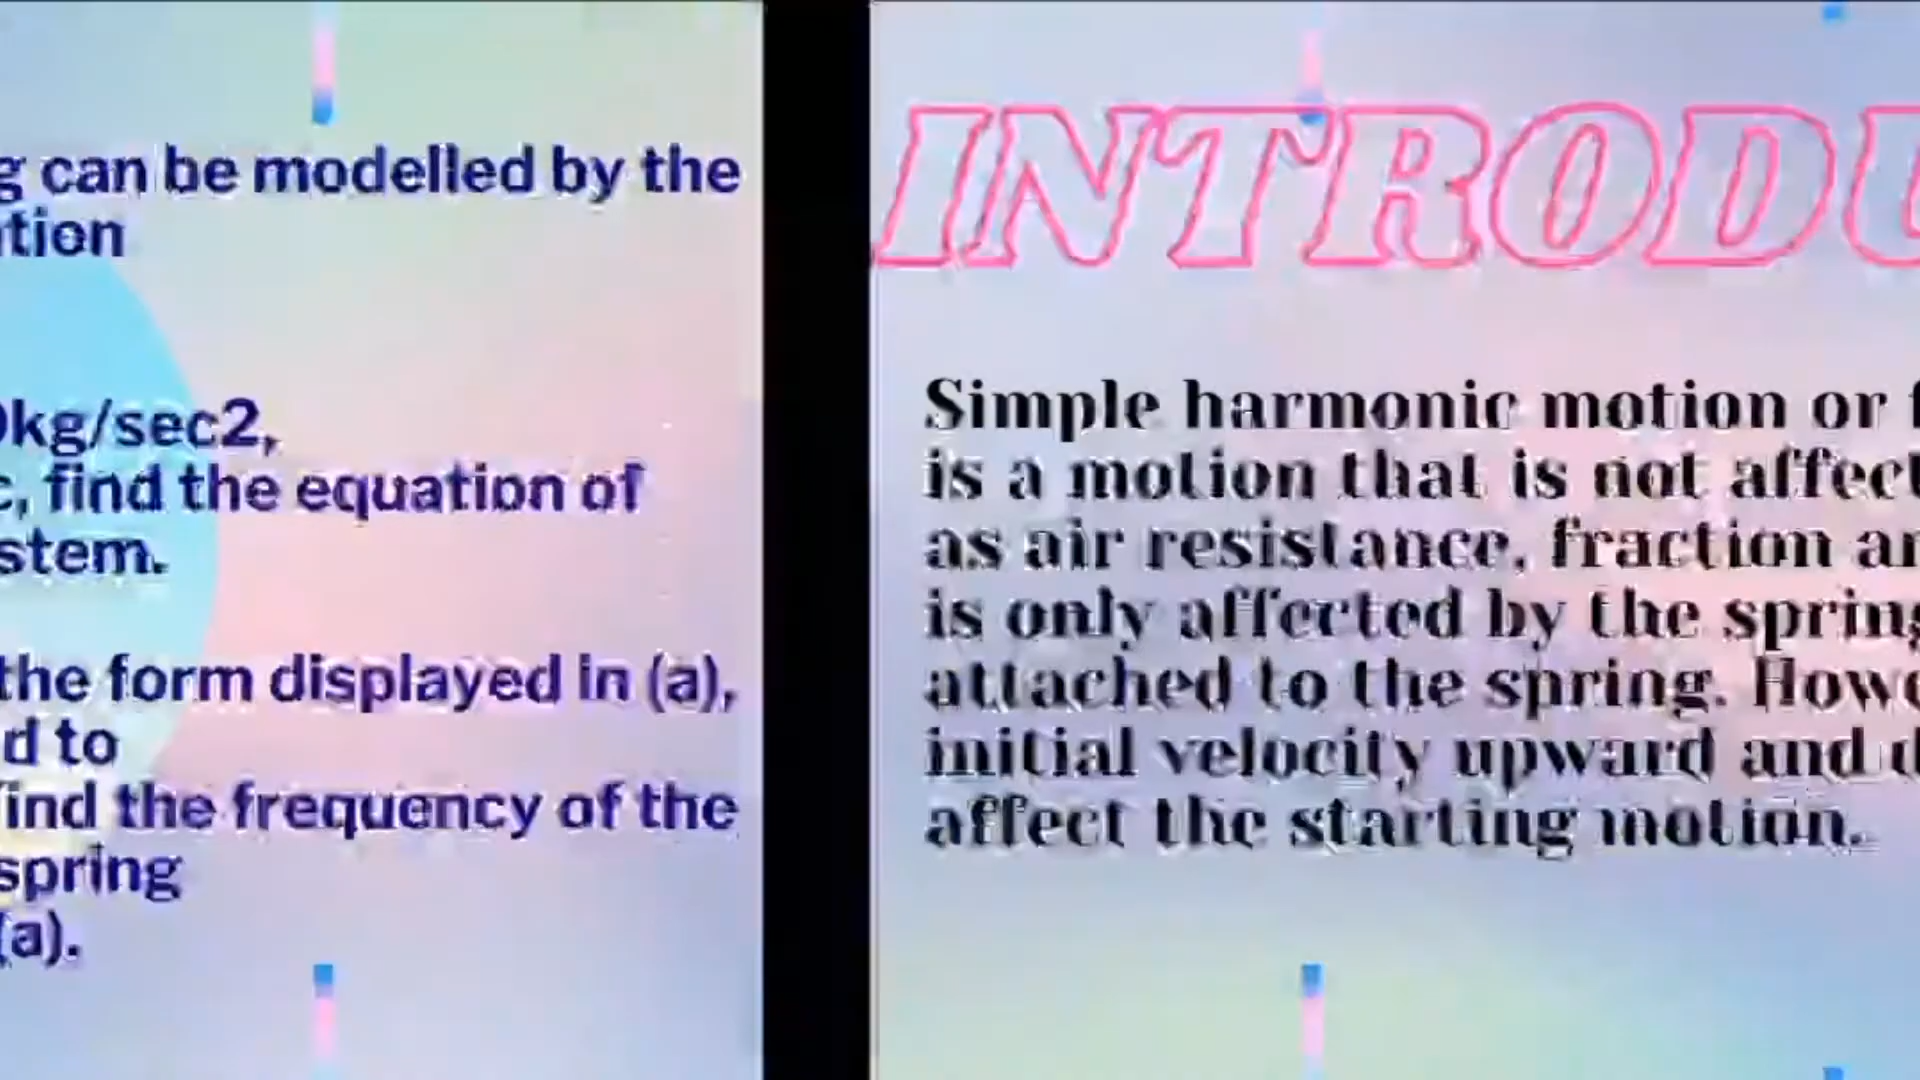 g can be modelled by the
tion
0kg/sec2,
c, find the equation of
stem.
the form displayed in (a),
d to
find the frequency of the
spring
(a).
INTRODU
Simple harmonic motion or f
is a motion that is not affect
as air resistance, fraction an
is only affected by the spring
attached to the spring. Howe
initial velocity upward and d
affect the starting motion.